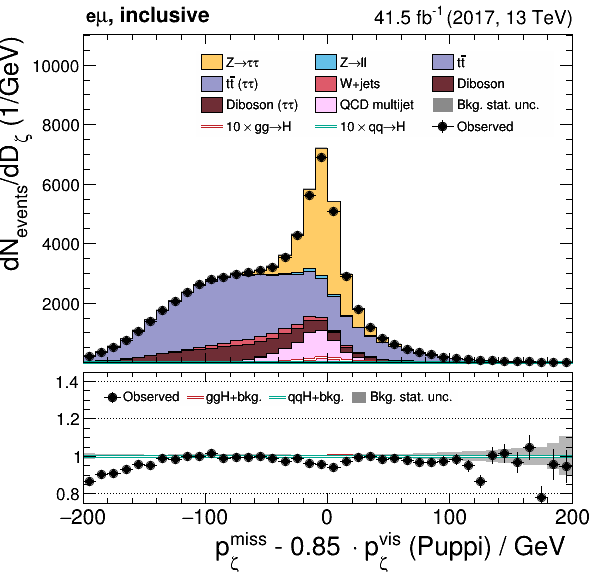 eμ, inclusive 41.5 fb⁻¹ (2017, 13 TeV)
dN_events/dD_ζ (1/GeV)
10000
8000
6000
4000
2000
Z→ττ Z→ll tt̄
tt̄ (ττ) W+jets Diboson
Diboson (ττ) QCD multijet Bkg. stat. unc.
10 × gg→H 10 × qq→H Observed
1.4
1.2
1
0.8
Observed ggH+bkg. qqH+bkg. Bkg. stat. unc.
−200 −100 0 100 200
p_ζ^miss - 0.85 · p_ζ^vis (Puppi) / GeV